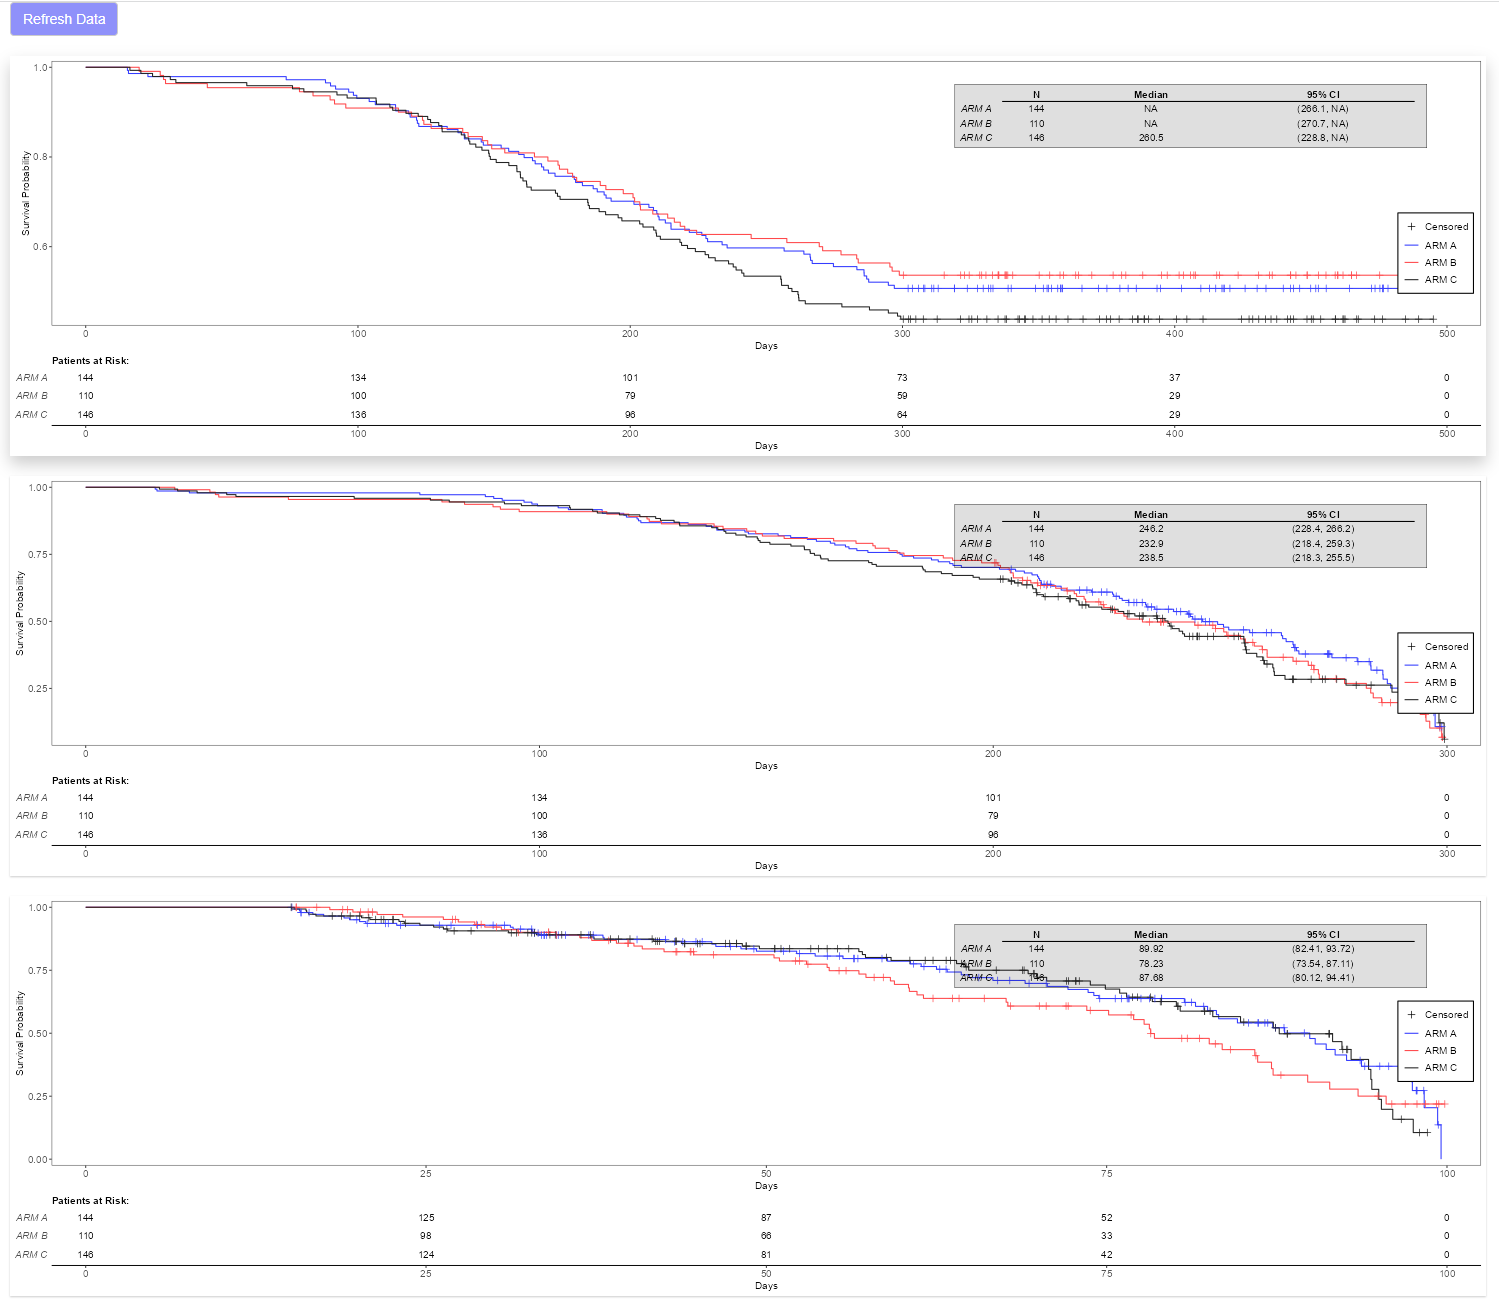 Refresh Data
1.0
0.8
0.6
Survival Probability
N Median 95% CI
ARM A 144 NA (266.1, NA)
ARM B 110 NA (270.7, NA)
ARM C 146 260.5 (228.8, NA)
Censored
ARM A
ARM B
ARM C
0 100 200 300 400 500
Days
Patients at Risk:
ARM A 144 134 101 73 37 0
ARM B 110 100 79 59 29 0
ARM C 146 136 96 64 29 0
0 100 200 300 400 500
Days
1.00
0.75
0.50
0.25
Survival Probability
N Median 95% CI
ARM A 144 246.2 (228.4, 266.2)
ARM B 110 232.9 (218.4, 259.3)
ARM C 146 238.5 (218.3, 255.5)
Censored
ARM A
ARM B
ARM C
0 100 200 300
Days
Patients at Risk:
ARM A 144 134 101 0
ARM B 110 100 79 0
ARM C 146 136 96 0
0 100 200 300
Days
1.00
0.75
0.50
0.25
0.00
Survival Probability
N Median 95% CI
ARM A 144 89.92 (82.41, 93.72)
ARM B 110 78.23 (73.54, 87.11)
ARM C 146 87.68 (80.12, 94.41)
Censored
ARM A
ARM B
ARM C
0 25 50 75 100
Days
Patients at Risk:
ARM A 144 125 87 52 0
ARM B 110 98 66 33 0
ARM C 146 124 81 42 0
0 25 50 75 100
Days